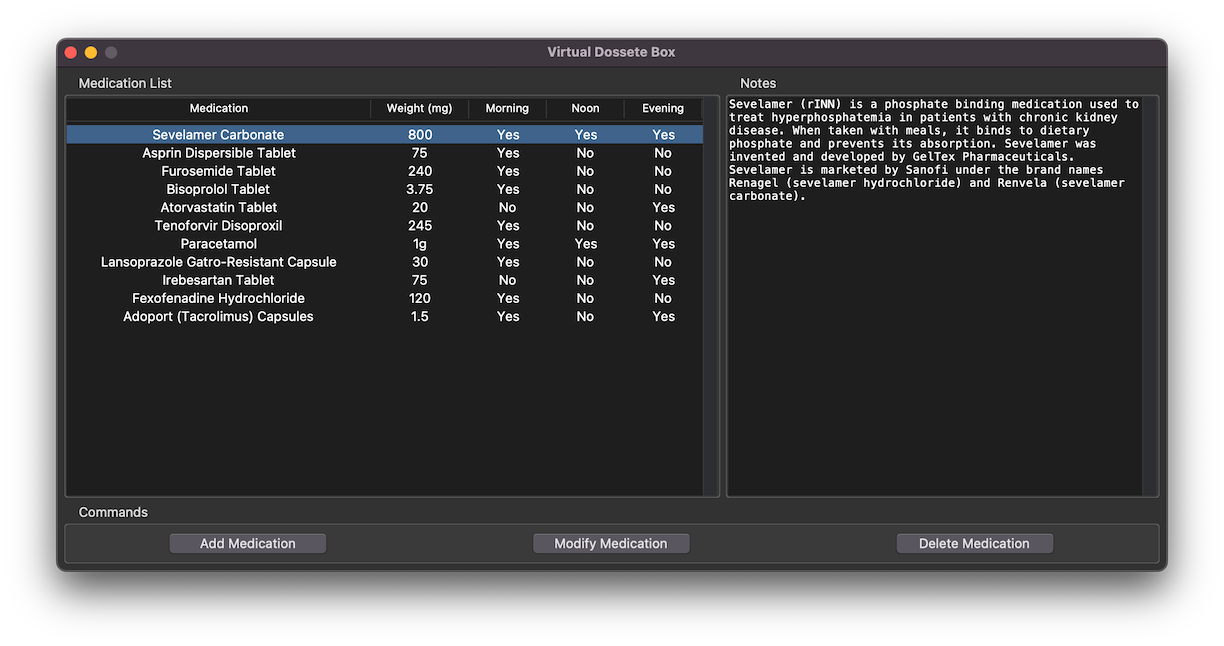 Virtual Dossete Box
Medication List
Medication Weight (mg) Morning Noon Evening
Sevelamer Carbonate 800 Yes Yes Yes
Asprin Dispersible Tablet 75 Yes No No
Furosemide Tablet 240 Yes No No
Bisoprolol Tablet 3.75 Yes No No
Atorvastatin Tablet 20 No No Yes
Tenoforvir Disoproxil 245 Yes No No
Paracetamol 1g Yes Yes Yes
Lansoprazole Gatro-Resistant Capsule 30 Yes No No
Irebesartan Tablet 75 No No Yes
Fexofenadine Hydrochloride 120 Yes No No
Adoport (Tacrolimus) Capsules 1.5 Yes No Yes
Notes
Sevelamer (rINN) is a phosphate binding medication used to
treat hyperphosphatemia in patients with chronic kidney
disease. When taken with meals, it binds to dietary
phosphate and prevents its absorption. Sevelamer was
invented and developed by GelTex Pharmaceuticals.
Sevelamer is marketed by Sanofi under the brand names
Renagel (sevelamer hydrochloride) and Renvela (sevelamer
carbonate).
Commands
Add Medication Modify Medication Delete Medication